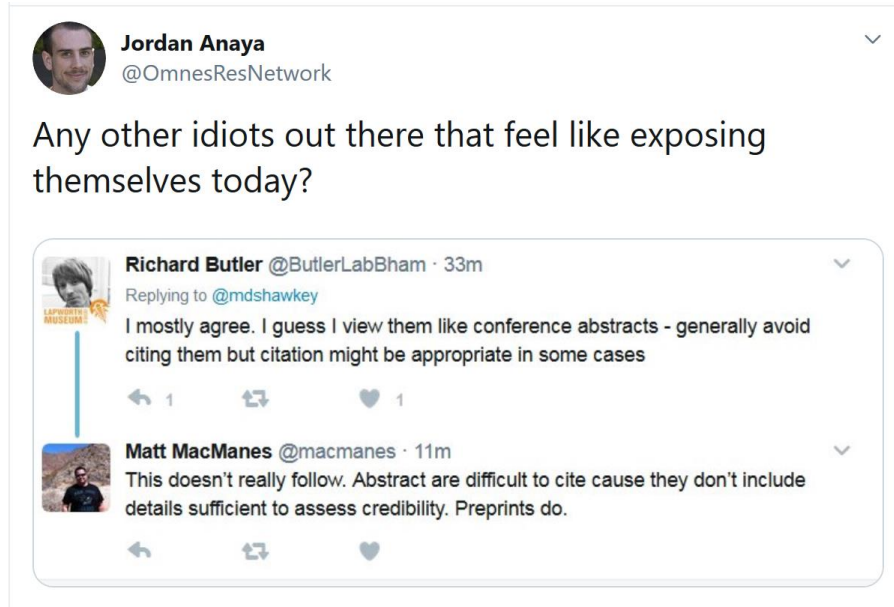 Jordan Anaya
@OmnesResNetwork
Any other idiots out there that feel like exposing
themselves today?
Richard Butler @ButlerLabBham · 33m
Replying to @mdshawkey
LAPWORTH
MUSEUM
I mostly agree. I guess I view them like conference abstracts - generally avoid
citing them but citation might be appropriate in some cases
1 1
Matt MacManes @macmanes · 11m
This doesn't really follow. Abstract are difficult to cite cause they don't include
details sufficient to assess credibility. Preprints do.